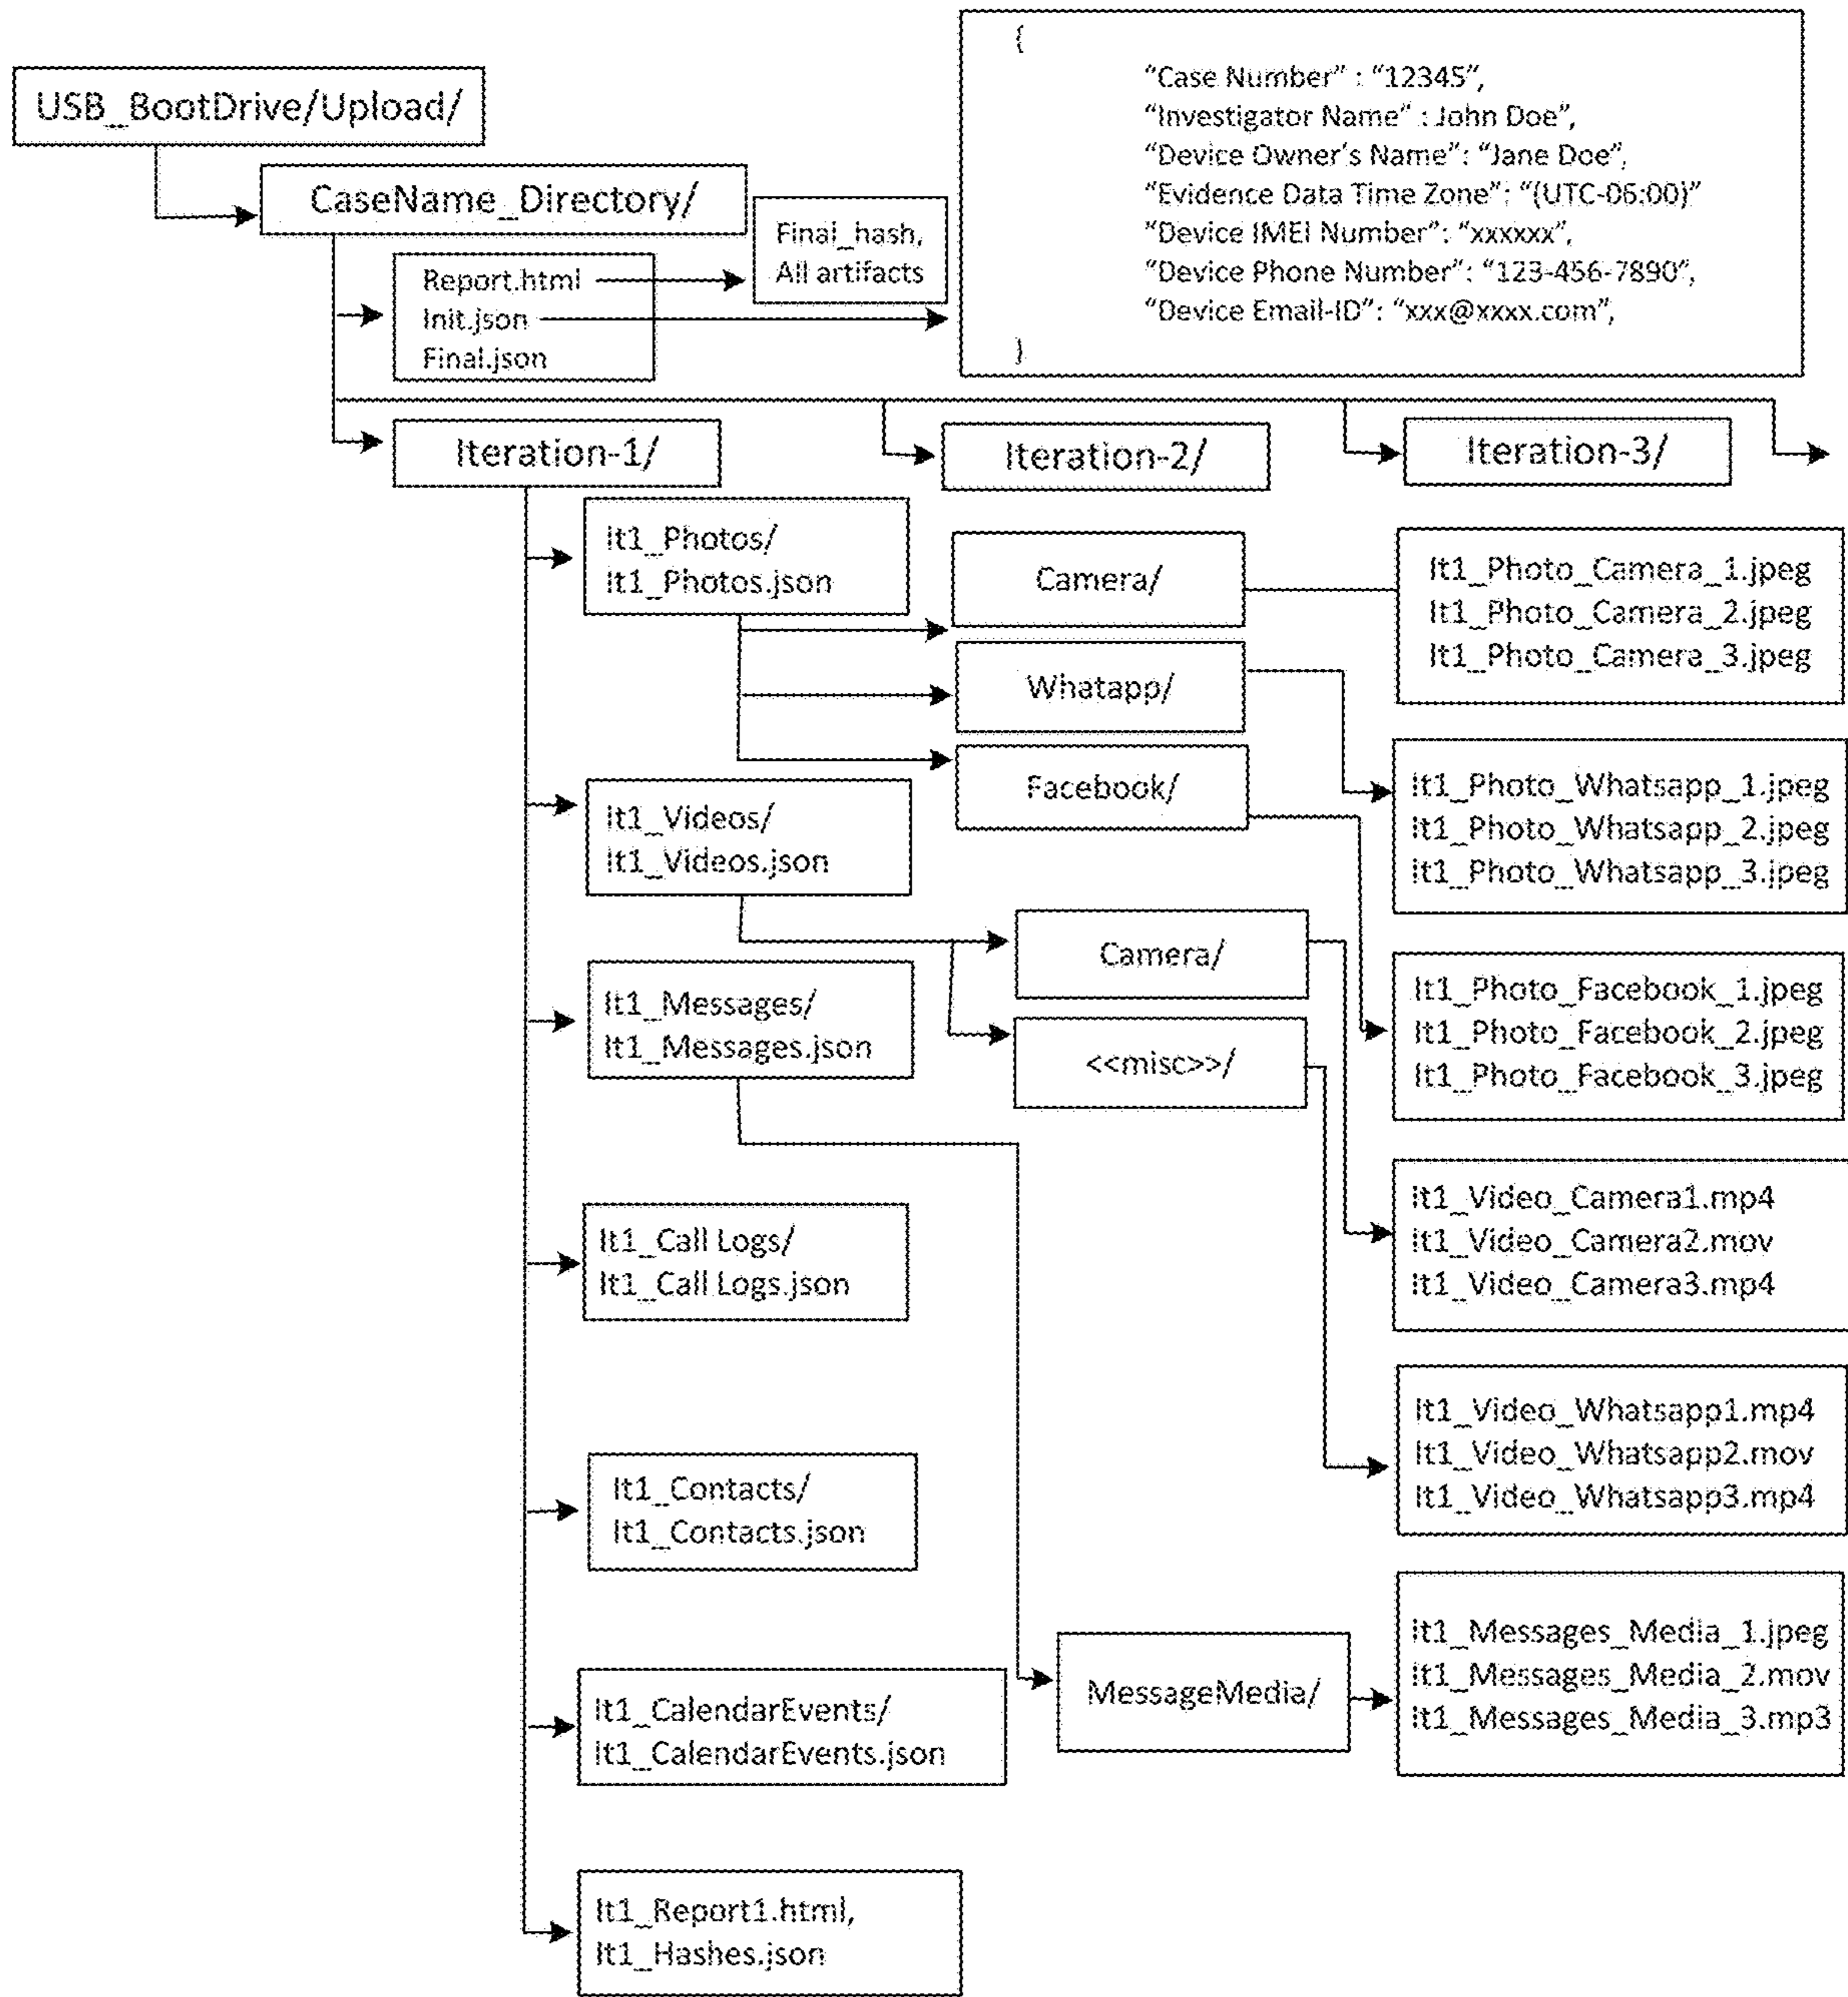 USB_BootDrive/Upload/
CaseName_Directory/
Report.html
Init.json
Final.json
Final_hash,
All artifacts
{
“Case Number” : “12345”,
“Investigator Name” : John Doe”,
“Device Owner’s Name”: “Jane Doe”,
“Evidence Data Time Zone”: “(UTC-06:00)”
“Device IMEI Number”: “xxxxxx”,
“Device Phone Number”: “123-456-7890”,
“Device Email-ID”: “xxx@xxxx.com”,
}
Iteration-1/
Iteration-2/
Iteration-3/
It1_Photos/
It1_Photos.json
Camera/
It1_Photo_Camera_1.jpeg
It1_Photo_Camera_2.jpeg
It1_Photo_Camera_3.jpeg
Whatapp/
It1_Photo_Whatsapp_1.jpeg
It1_Photo_Whatsapp_2.jpeg
It1_Photo_Whatsapp_3.jpeg
Facebook/
It1_Photo_Facebook_1.jpeg
It1_Photo_Facebook_2.jpeg
It1_Photo_Facebook_3.jpeg
It1_Videos/
It1_Videos.json
Camera/
It1_Video_Camera1.mp4
It1_Video_Camera2.mov
It1_Video_Camera3.mp4
<<misc>>/
It1_Video_Whatsapp1.mp4
It1_Video_Whatsapp2.mov
It1_Video_Whatsapp3.mp4
It1_Messages/
It1_Messages.json
MessageMedia/
It1_Messages_Media_1.jpeg
It1_Messages_Media_2.mov
It1_Messages_Media_3.mp3
It1_Call Logs/
It1_Call Logs.json
It1_Contacts/
It1_Contacts.json
It1_CalendarEvents/
It1_CalendarEvents.json
It1_Report1.html,
It1_Hashes.json